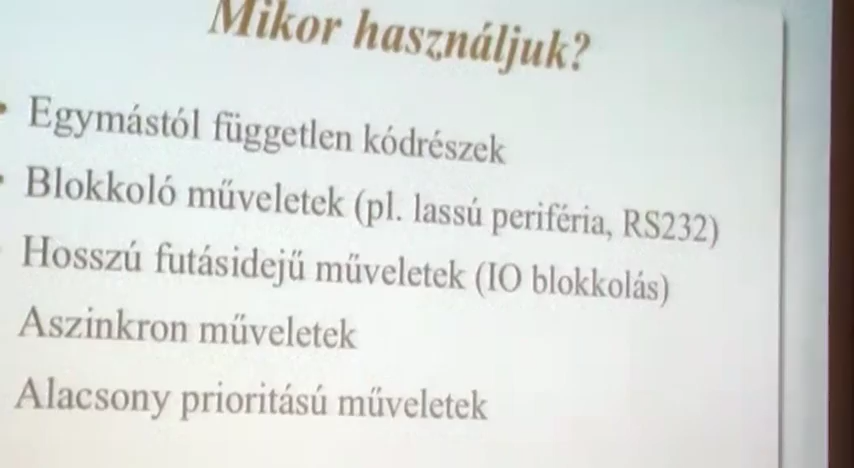 Mikor használjuk?
• Egymástól független kódrészek
• Blokkoló műveletek (pl. lassú periféria, RS232)
Hosszú futásidejű műveletek (IO blokkolás)
Aszinkron műveletek
Alacsony prioritású műveletek